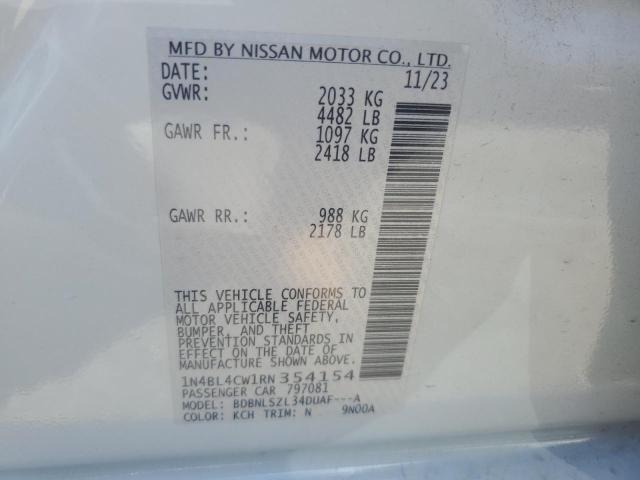 MFD BY NISSAN MOTOR CO., LTD.
DATE: 11/23
GVWR: 2033 KG
4482 LB
GAWR FR.: 1097 KG
2418 LB
GAWR RR.: 988 KG
2178 LB
THIS VEHICLE CONFORMS TO
ALL APPLICABLE FEDERAL
MOTOR VEHICLE SAFETY,
BUMPER, AND THEFT
PREVENTION STANDARDS IN
EFFECT ON THE DATE OF
MANUFACTURE SHOWN ABOVE.
1N4BL4CW1RN354154
PASSENGER CAR 797081
MODEL: BDBNLSZL34DUAF---A
COLOR: KCH TRIM: N 9N00A